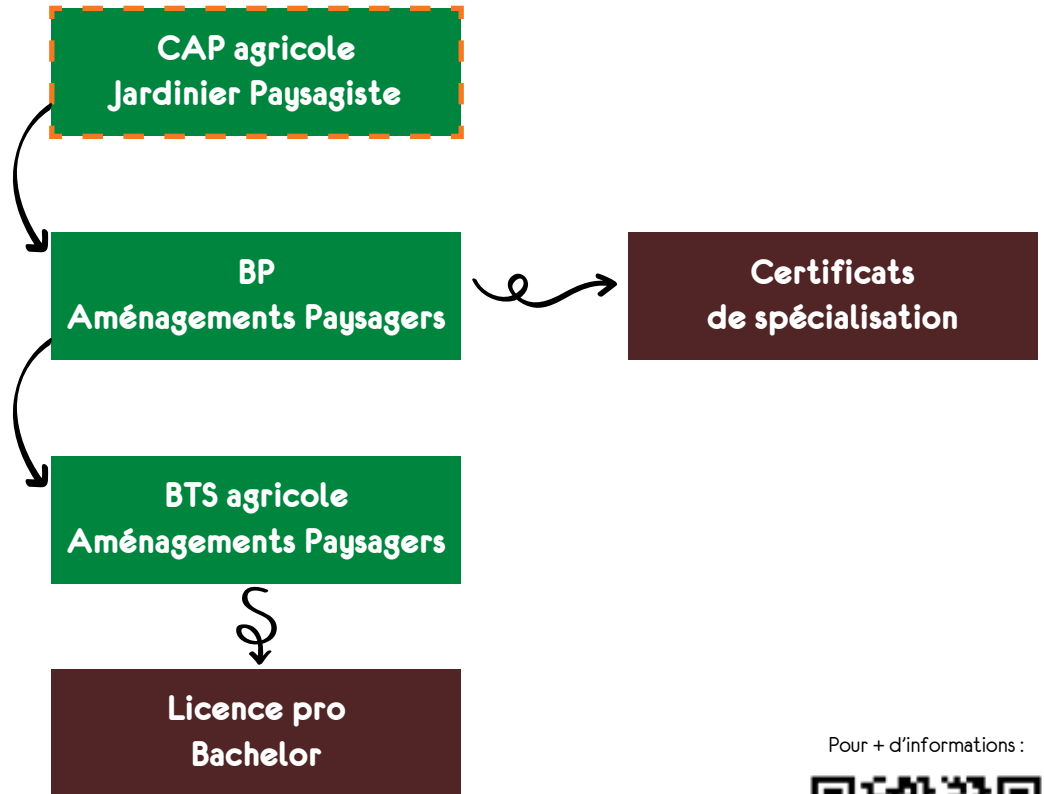 CAP agricole
Jardinier Paysagiste
BP
Aménagements Paysagers
Certificats
de spécialisation
BTS agricole
Aménagements Paysagers
Licence pro
Bachelor
Pour + d'informations :